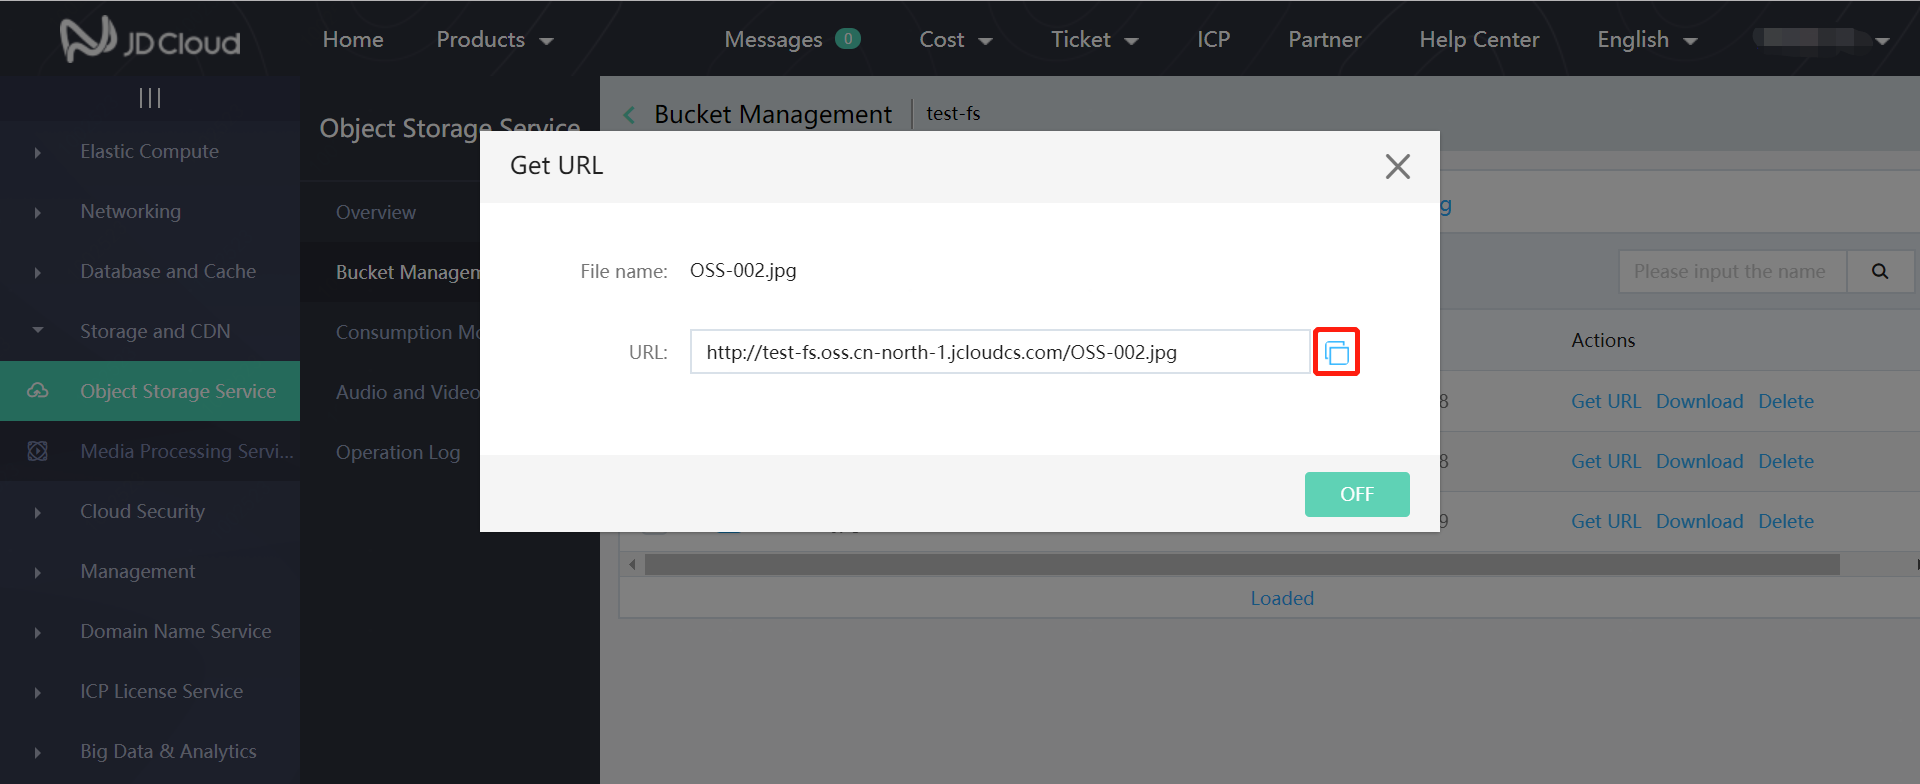 JD Cloud
Home
Products
Messages 0
Cost
Ticket
ICP
Partner
Help Center
English
Elastic Compute
Networking
Database and Cache
Storage and CDN
Object Storage Service
Media Processing Servi...
Cloud Security
Management
Domain Name Service
ICP License Service
Big Data & Analytics
Object Storage Service
Overview
Bucket Managem
Consumption Mo
Audio and Video
Operation Log
Bucket Management
test-fs
Get URL
File name: OSS-002.jpg
URL: http://test-fs.oss.cn-north-1.jcloudcs.com/OSS-002.jpg
OFF
g
Please input the name
Actions
8 Get URL Download Delete
8 Get URL Download Delete
9 Get URL Download Delete
Loaded